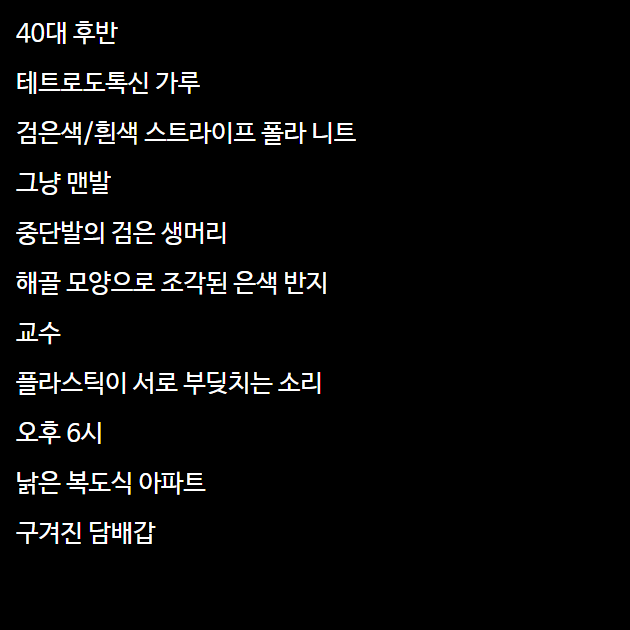 40대 후반
테트로도톡신 가루
검은색/흰색 스트라이프 폴라 니트
그냥 맨발
중단발의 검은 생머리
해골 모양으로 조각된 은색 반지
교수
플라스틱이 서로 부딪치는 소리
오후 6시
낡은 복도식 아파트
구겨진 담배갑